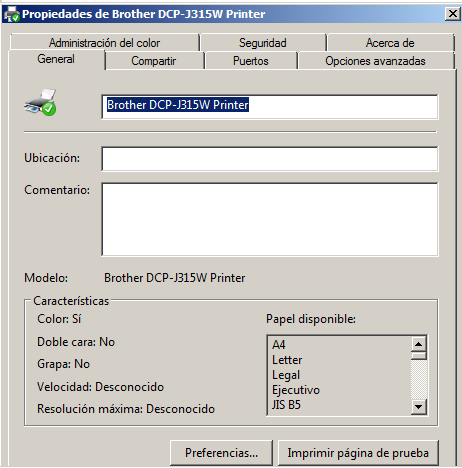 Propiedades de Brother DCP-J315W Printer
Administración del color Seguridad Acerca de
General Compartir Puertos Opciones avanzadas
Brother DCP-J315W Printer
Ubicación:
Comentario:
Modelo: Brother DCP-J315W Printer
Características
Color: Sí Papel disponible:
Doble cara: No A4
Grapa: No Letter
Legal
Velocidad: Desconocido Ejecutivo
Resolución máxima: Desconocido JIS B5
Preferencias... Imprimir página de prueba